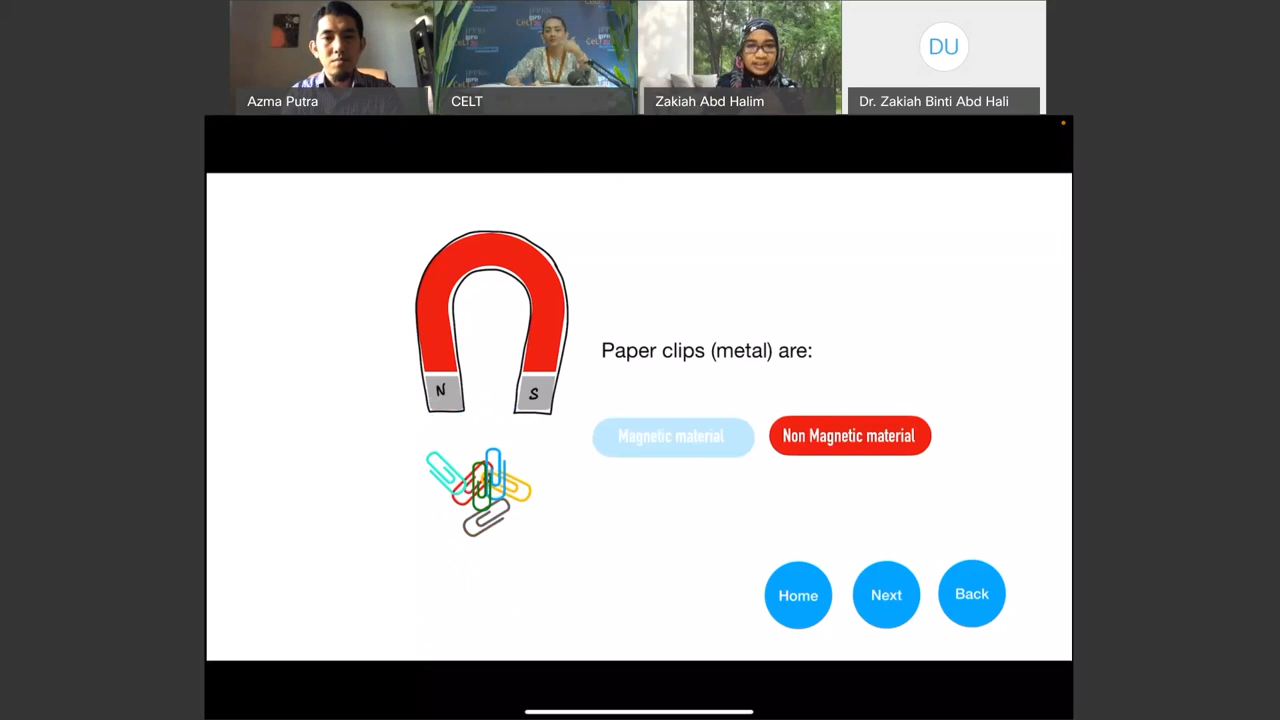 Azma Putra
CELT
Zakiah Abd Halim
DU
Dr. Zakiah Binti Abd Hali
N
S
Paper clips (metal) are:
Magnetic material
Non Magnetic material
Home
Next
Back